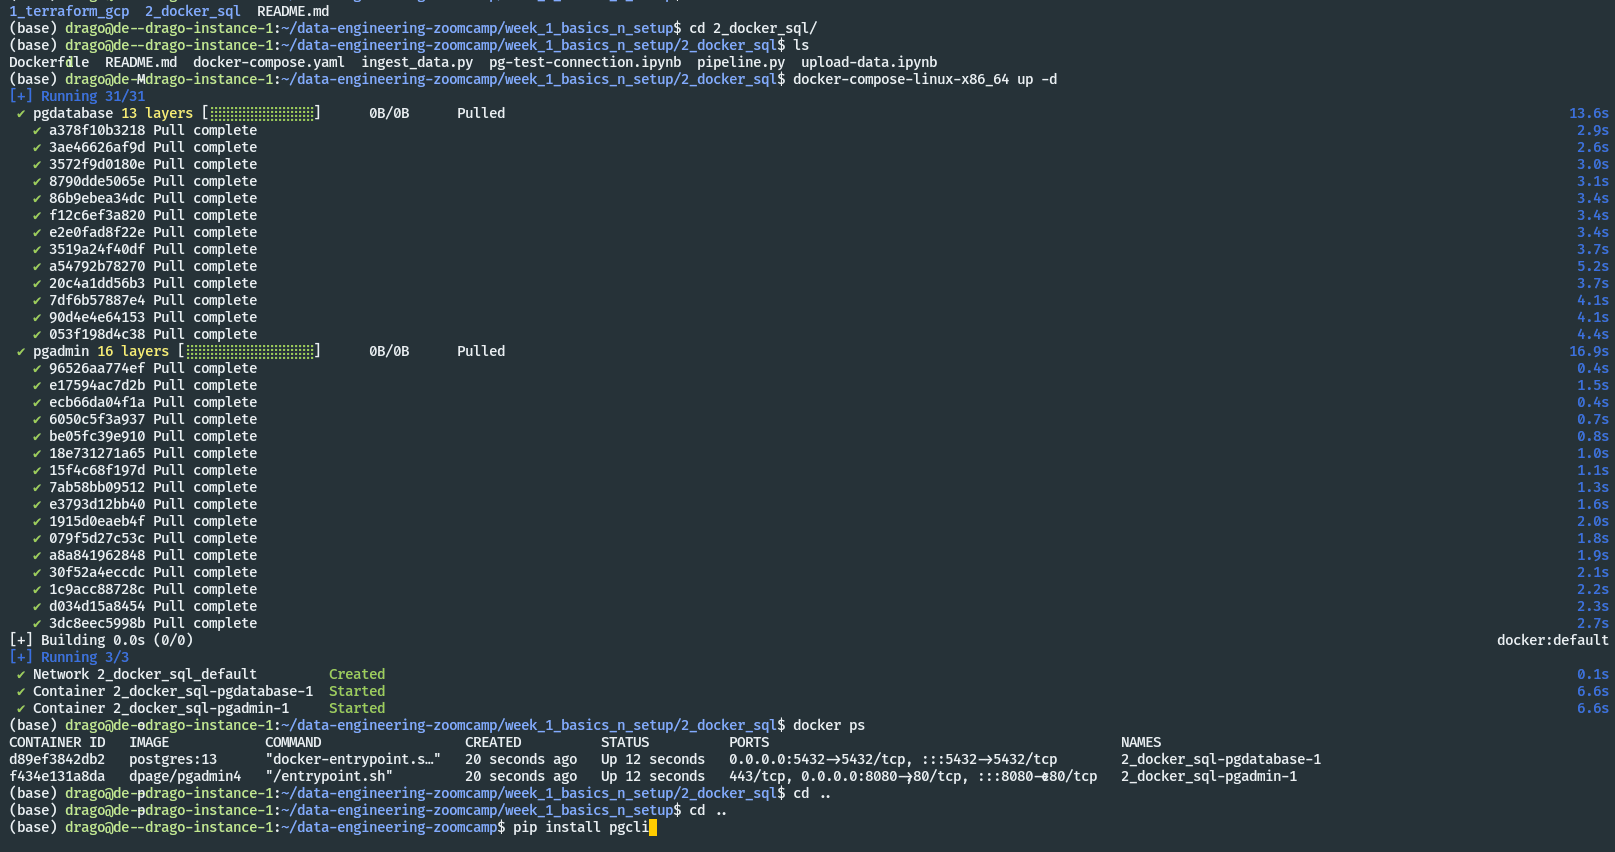 1_terraform_gcp  2_docker_sql  README.md
(base) drago@de--drago-instance-1:~/data-engineering-zoomcamp/week_1_basics_n_setup$ cd 2_docker_sql/
(base) drago@de--drago-instance-1:~/data-engineering-zoomcamp/week_1_basics_n_setup/2_docker_sql$ ls
README.md  docker-compose.yaml  ingest_data.py  pg-test-connection.ipynb  pipeline.py  upload-data.ipynb
(base) drago@de-drago-instance-1:~/data-engineering-zoomcamp/week_1_basics_n_setup/2_docker_sql$ docker-compose-linux-x86_64 up -d
[+] Running 31/31
✔ pgdatabase 13 layers [⣿⣿⣿⣿⣿⣿⣿⣿⣿⣿⣿⣿⣿] 0B/0B Pulled 13.6s
✔ a378f10b3218 Pull complete 2.9s
✔ 3ae46626af9d Pull complete 2.6s
✔ 3572f9d0180e Pull complete 3.0s
✔ 8790dde5065e Pull complete 3.1s
✔ 86b9ebea34dc Pull complete 3.4s
✔ f12c6ef3a820 Pull complete 3.4s
✔ e2e0fad8f22e Pull complete 3.4s
✔ 3519a24f40df Pull complete 3.7s
✔ a54792b78270 Pull complete 5.2s
✔ 20c4a1dd56b3 Pull complete 3.7s
✔ 7df6b57887e4 Pull complete 4.1s
✔ 90d4e4e64153 Pull complete 4.1s
✔ 053f198d4c38 Pull complete 4.4s
✔ pgadmin 16 layers [⣿⣿⣿⣿⣿⣿⣿⣿⣿⣿⣿⣿⣿⣿⣿⣿] 0B/0B Pulled 16.9s
✔ 96526aa774ef Pull complete 0.4s
✔ e17594ac7d2b Pull complete 1.5s
✔ ecb66da04f1a Pull complete 0.4s
✔ 6050c5f3a937 Pull complete 0.7s
✔ be05fc39e910 Pull complete 0.8s
✔ 18e731271a65 Pull complete 1.0s
✔ 15f4c68f197d Pull complete 1.1s
✔ 7ab58bb09512 Pull complete 1.3s
✔ e3793d12bb40 Pull complete 1.6s
✔ 1915d0eaeb4f Pull complete 2.0s
✔ 079f5d27c53c Pull complete 1.8s
✔ a8a841962848 Pull complete 1.9s
✔ 30f52a4eccdc Pull complete 2.1s
✔ 1c9acc88728c Pull complete 2.2s
✔ d034d15a8454 Pull complete 2.3s
✔ 3dc8eec5998b Pull complete 2.7s
[+] Building 0.0s (0/0) docker:default
[+] Running 3/3
✔ Network 2_docker_sql_default Created 0.1s
✔ Container 2_docker_sql-pgdatabase-1 Started 6.6s
✔ Container 2_docker_sql-pgadmin-1 Started 6.6s
(base) drago@de-drago-instance-1:~/data-engineering-zoomcamp/week_1_basics_n_setup/2_docker_sql$ docker ps
CONTAINER ID   IMAGE   COMMAND   CREATED   STATUS   PORTS   NAMES
d89ef3842db2   postgres:13   "docker-entrypoint.s…"   20 seconds ago   Up 12 seconds   0.0.0.0:5432->5432/tcp, :::5432->5432/tcp   2_docker_sql-pgdatabase-1
f434e131a8da   dpage/pgadmin4   "/entrypoint.sh"   20 seconds ago   Up 12 seconds   443/tcp, 0.0.0.0:8080->80/tcp, :::8080->80/tcp   2_docker_sql-pgadmin-1
(base) drago@de-drago-instance-1:~/data-engineering-zoomcamp/week_1_basics_n_setup/2_docker_sql$ cd ..
(base) drago@de-drago-instance-1:~/data-engineering-zoomcamp/week_1_basics_n_setup$ cd ..
(base) drago@de--drago-instance-1:~/data-engineering-zoomcamp$ pip install pgcli